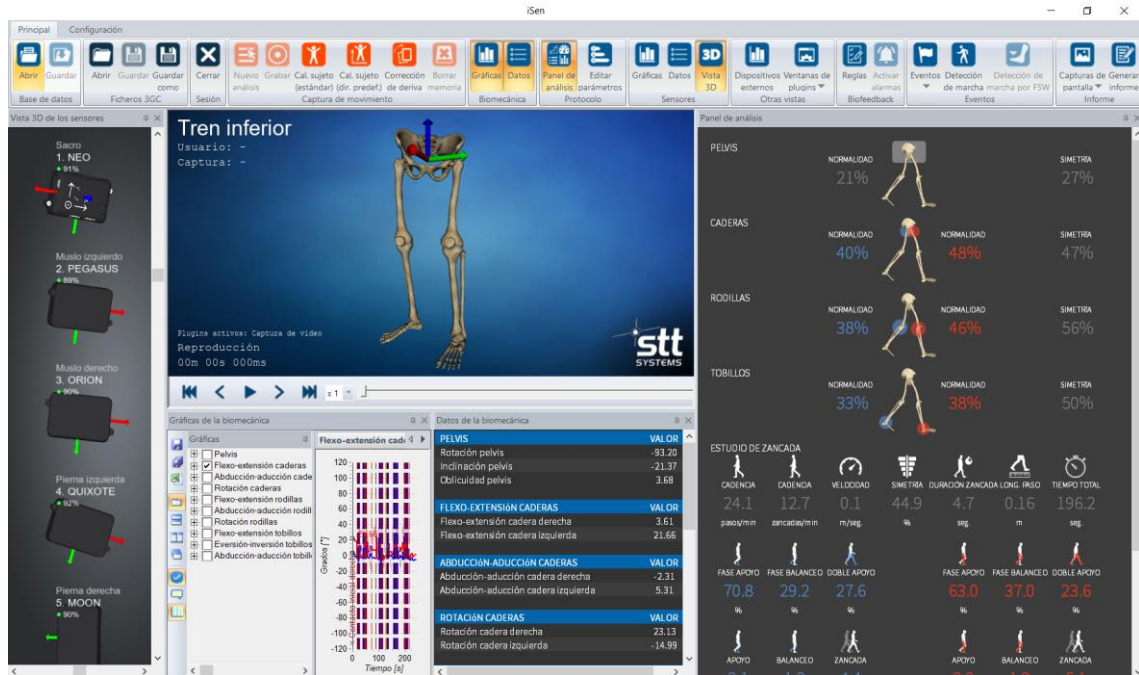 iSen
Principal Configuración
Abrir Guardar
Base de datos
Abrir Guardar Guardar como
Ficheros 3GC
Cerrar
Sesión
Nuevo análisis Grabar Cal. sujeto (estándar) Cal. sujeto (dir. predef.) Corrección de deriva Borrar memoria
Captura de movimiento
Gráficas Datos
Biomecánica
Panel de análisis Editar parámetros
Protocolo
Gráficas Datos Vista 3D
Sensores
Dispositivos externos Ventanas de plugins
Otras vistas
Reglas Activar alarmas
Biofeedback
Eventos Detección de marcha Detección de marcha por FSW
Eventos
Capturas de pantalla Generar informe
Informe
Vista 3D de los sensores
Sacro
1. NEO
91%
Muslo izquierdo
2. PEGASUS
89%
Muslo derecho
3. ORION
90%
Pierna izquierda
4. QUIXOTE
92%
Pierna derecha
5. MOON
90%
Tren inferior
Usuario: -
Captura: -
Plugins activos: Captura de vídeo
Reproducción
00m 00s 000ms
stt
SYSTEMS
x 1
Gráficas de la biomecánica
Gráficas
Pelvis
Flexo-extensión caderas
Abducción-aducción cade
Rotación caderas
Flexo-extensión rodillas
Abducción-aducción rodill
Rotación rodillas
Flexo-extensión tobillos
Eversión-inversión tobillos
Abducción-aducción tobill
Flexo-extensión cad
120
100
80
60
40
20
0
-20
-40
-60
-80
-100
-120
Grados [°]
0 100 200
Tiempo [s]
Datos de la biomecánica
PELVIS VALOR
Rotación pelvis -93.20
Inclinación pelvis -21.37
Oblicuidad pelvis 3.68
FLEXO-EXTENSIÓN CADERAS VALOR
Flexo-extensión cadera derecha 3.61
Flexo-extensión cadera izquierda 21.66
ABDUCCIÓN-ADUCCIÓN CADERAS VALOR
Abducción-aducción cadera derecha -2.31
Abducción-aducción cadera izquierda 5.31
ROTACIÓN CADERAS VALOR
Rotación cadera derecha 23.13
Rotación cadera izquierda -14.99
Panel de análisis
PELVIS
NORMALIDAD SIMETRÍA
21% 27%
CADERAS
NORMALIDAD NORMALIDAD SIMETRÍA
40% 48% 47%
RODILLAS
NORMALIDAD NORMALIDAD SIMETRÍA
38% 46% 56%
TOBILLOS
NORMALIDAD NORMALIDAD SIMETRÍA
33% 38% 50%
ESTUDIO DE ZANCADA
CADENCIA CADENCIA VELOCIDAD SIMETRÍA DURACIÓN ZANCADA LONG. PASO TIEMPO TOTAL
24.1 12.7 0.1 44.9 4.7 0.16 196.2
pasos/min zancadas/min m/seg. % seg. m seg.
FASE APOYO FASE BALANCEO DOBLE APOYO FASE APOYO FASE BALANCEO DOBLE APOYO
70.8 29.2 27.6 63.0 37.0 23.6
% % % % % %
APOYO BALANCEO ZANCADA APOYO BALANCEO ZANCADA